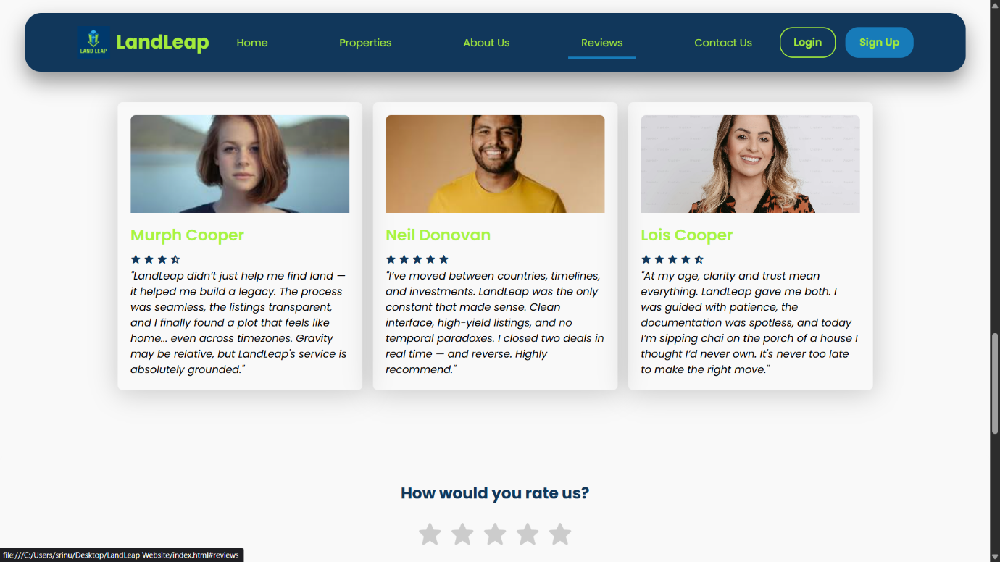 LAND LEAP
LandLeap
Home
Properties
About Us
Reviews
Contact Us
Login
Sign Up
Murph Cooper
"LandLeap didn’t just help me find land —
it helped me build a legacy. The process
was seamless, the listings transparent,
and I finally found a plot that feels like
home... even across timezones. Gravity
may be relative, but LandLeap's service is
absolutely grounded."
Neil Donovan
"I’ve moved between countries, timelines,
and investments. LandLeap was the only
constant that made sense. Clean
interface, high-yield listings, and no
temporal paradoxes. I closed two deals in
real time — and reverse. Highly
recommend."
Lois Cooper
"At my age, clarity and trust mean
everything. LandLeap gave me both. I
was guided with patience, the
documentation was spotless, and today
I’m sipping chai on the porch of a house I
thought I’d never own. It's never too late
to make the right move."
How would you rate us?
file:///C:/Users/srinu/Desktop/LandLeap Website/index.html#reviews